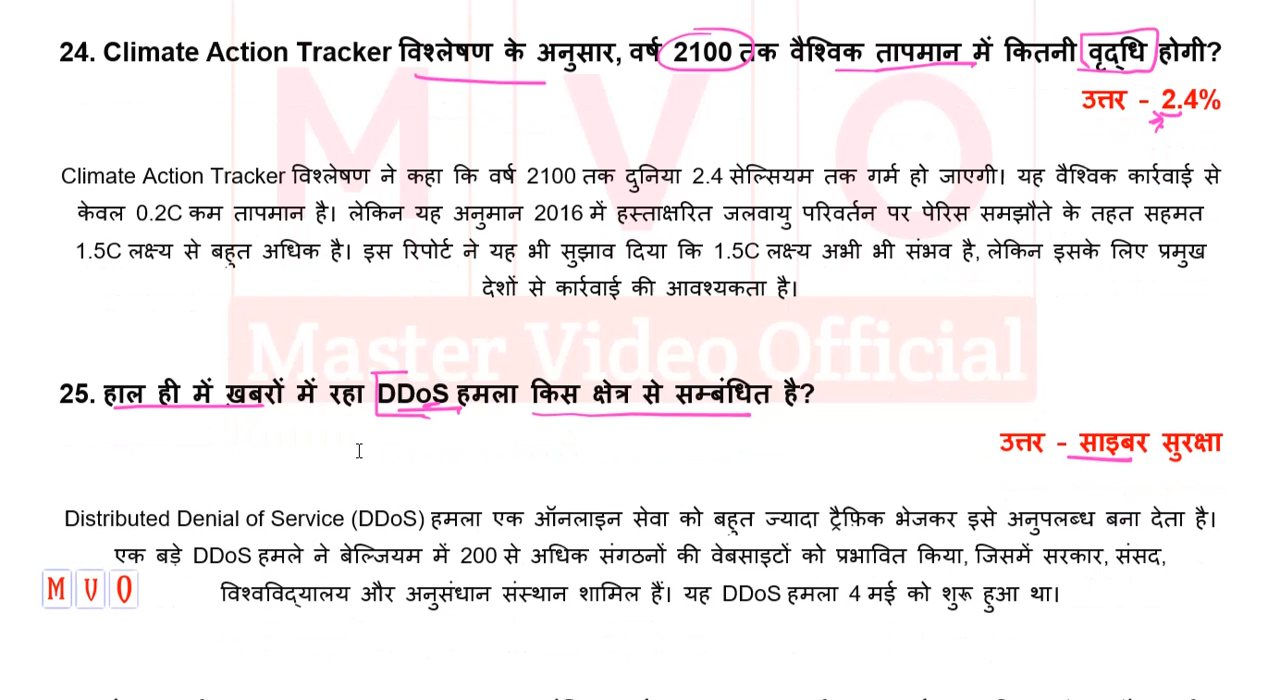 24. Climate Action Tracker विश्लेषण के अनुसार, वर्ष 2100 तक वैश्विक तापमान में कितनी वृद्धि होगी?
उत्तर - 2.4%
Climate Action Tracker विश्लेषण ने कहा कि वर्ष 2100 तक दुनिया 2.4 सेल्सियम तक गर्म हो जाएगी। यह वैश्विक कार्रवाई से
केवल 0.2C कम तापमान है। लेकिन यह अनुमान 2016 में हस्ताक्षरित जलवायु परिवर्तन पर पेरिस समझौते के तहत सहमत
1.5C लक्ष्य से बहुत अधिक है। इस रिपोर्ट ने यह भी सुझाव दिया कि 1.5C लक्ष्य अभी भी संभव है, लेकिन इसके लिए प्रमुख
देशों से कार्रवाई की आवश्यकता है।
MVO
Master Video Official
25. हाल ही में खबरों में रहा DDoS हमला किस क्षेत्र से सम्बंधित है?
उत्तर - साइबर सुरक्षा
Distributed Denial of Service (DDoS) हमला एक ऑनलाइन सेवा को बहुत ज्यादा ट्रैफ़िक भेजकर इसे अनुपलब्ध बना देता है।
एक बड़े DDoS हमले ने बेल्जियम में 200 से अधिक संगठनों की वेबसाइटों को प्रभावित किया, जिसमें सरकार, संसद,
विश्वविद्यालय और अनुसंधान संस्थान शामिल हैं। यह DDoS हमला 4 मई को शुरू हुआ था।
M V O